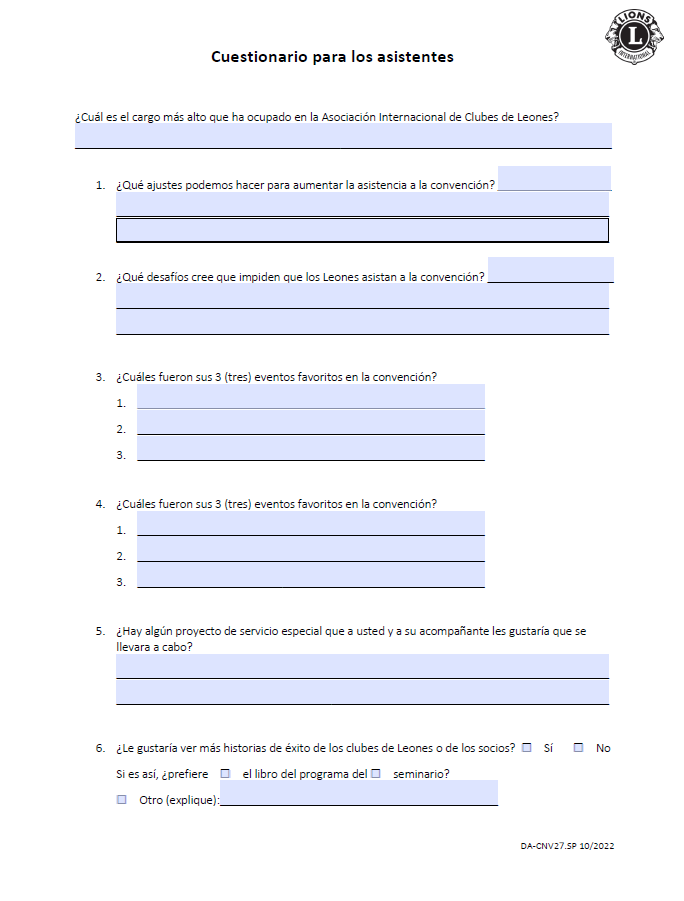 LIONS
L
INTERNATIONAL
Cuestionario para los asistentes
¿Cuál es el cargo más alto que ha ocupado en la Asociación Internacional de Clubes de Leones?
1. ¿Qué ajustes podemos hacer para aumentar la asistencia a la convención?
2. ¿Qué desafíos cree que impiden que los Leones asistan a la convención?
3. ¿Cuáles fueron sus 3 (tres) eventos favoritos en la convención?
1.
2.
3.
4. ¿Cuáles fueron sus 3 (tres) eventos favoritos en la convención?
1.
2.
3.
5. ¿Hay algún proyecto de servicio especial que a usted y a su acompañante les gustaría que se
llevara a cabo?
6. ¿Le gustaría ver más historias de éxito de los clubes de Leones o de los socios? Sí No
Si es así, ¿prefiere el libro del programa del seminario?
Otro (explique):
DA-CNV27.SP 10/2022